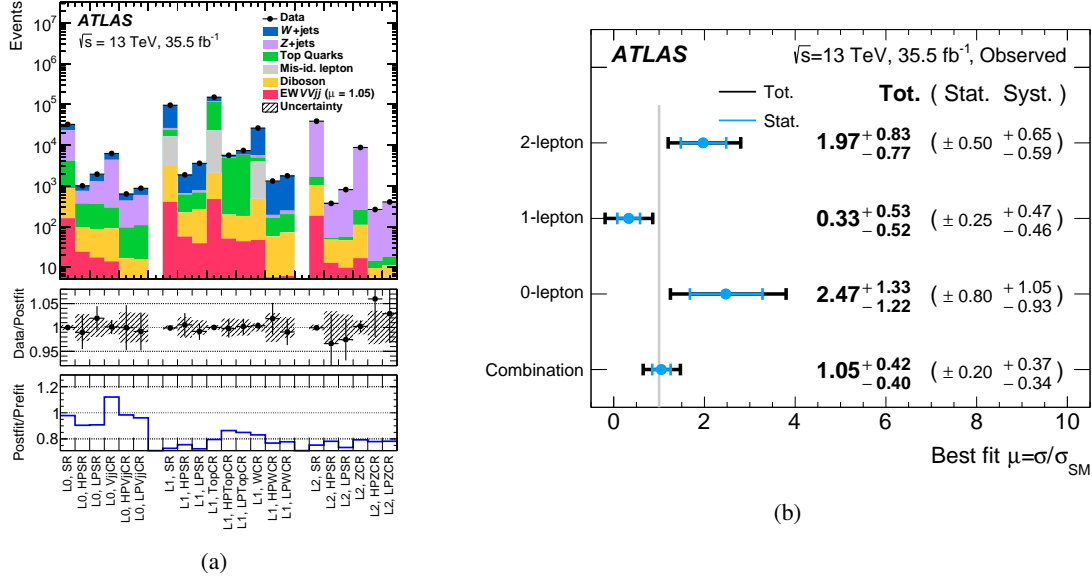 Events
10⁷
10⁶
10⁵
10⁴
10³
10²
10
ATLAS
√s = 13 TeV, 35.5 fb⁻¹
Data
W+jets
Z+jets
Top Quarks
Mis-id. lepton
Diboson
EW VVjj (μ = 1.05)
Uncertainty
Data/Postfit
1.05
1
0.95
Postfit/Prefit
1.2
1
0.8
L0, SR
L0, HPSR
L0, LPSR
L0, VjjCR
L0, HPVjjCR
L0, LPVjjCR
L1, SR
L1, HPSR
L1, LPSR
L1, TopCR
L1, HPTopCR
L1, LPTopCR
L1, WCR
L1, HPWCR
L1, LPWCR
L2, SR
L2, HPSR
L2, LPSR
L2, ZCR
L2, HPZCR
L2, LPZCR
(a)
ATLAS
√s=13 TeV, 35.5 fb⁻¹, Observed
Tot.
Stat.
Tot. ( Stat. Syst. )
2-lepton 1.97 + 0.83 − 0.77 ( ± 0.50 + 0.65 − 0.59 )
1-lepton 0.33 + 0.53 − 0.52 ( ± 0.25 + 0.47 − 0.46 )
0-lepton 2.47 + 1.33 − 1.22 ( ± 0.80 + 1.05 − 0.93 )
Combination 1.05 + 0.42 − 0.40 ( ± 0.20 + 0.37 − 0.34 )
0 2 4 6 8 10
Best fit μ=σ/σ_SM
(b)